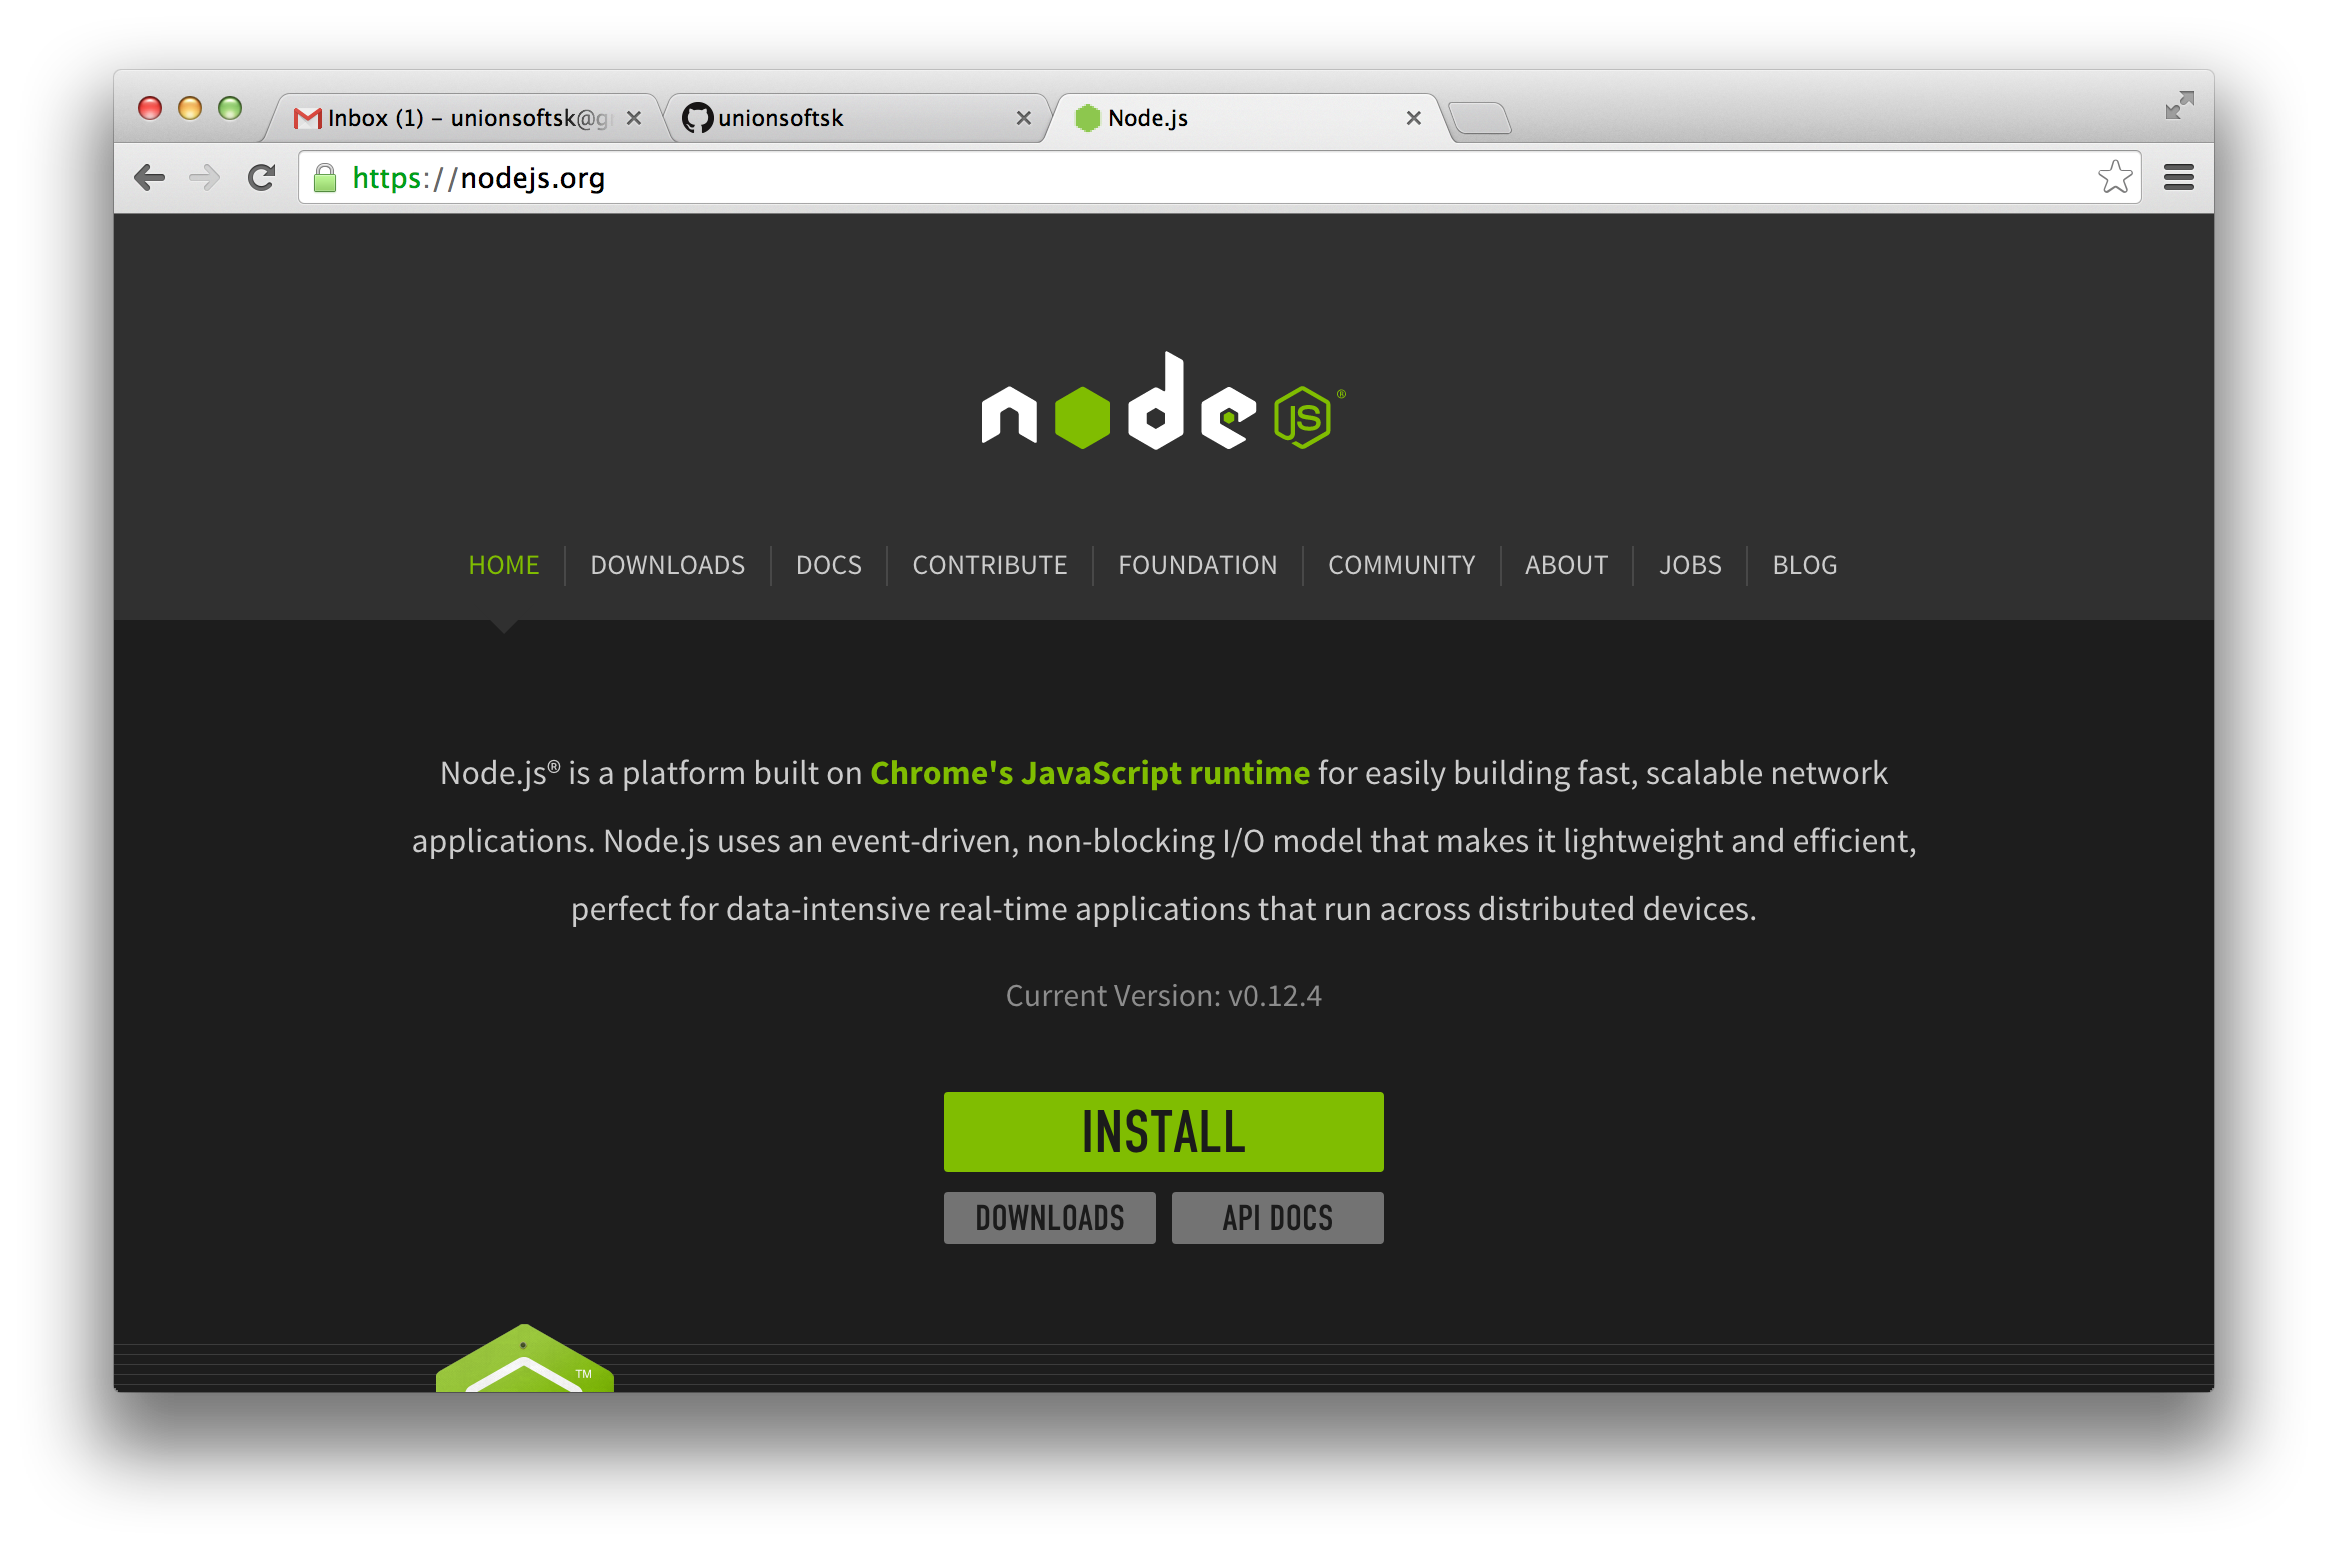 Inbox (1) – unionsoftsk@g
unionsoftsk
Node.js
https://nodejs.org
node JS®
HOME
DOWNLOADS
DOCS
CONTRIBUTE
FOUNDATION
COMMUNITY
ABOUT
JOBS
BLOG
Node.js® is a platform built on Chrome's JavaScript runtime for easily building fast, scalable network
applications. Node.js uses an event-driven, non-blocking I/O model that makes it lightweight and efficient,
perfect for data-intensive real-time applications that run across distributed devices.
Current Version: v0.12.4
INSTALL
DOWNLOADS
API DOCS
TM